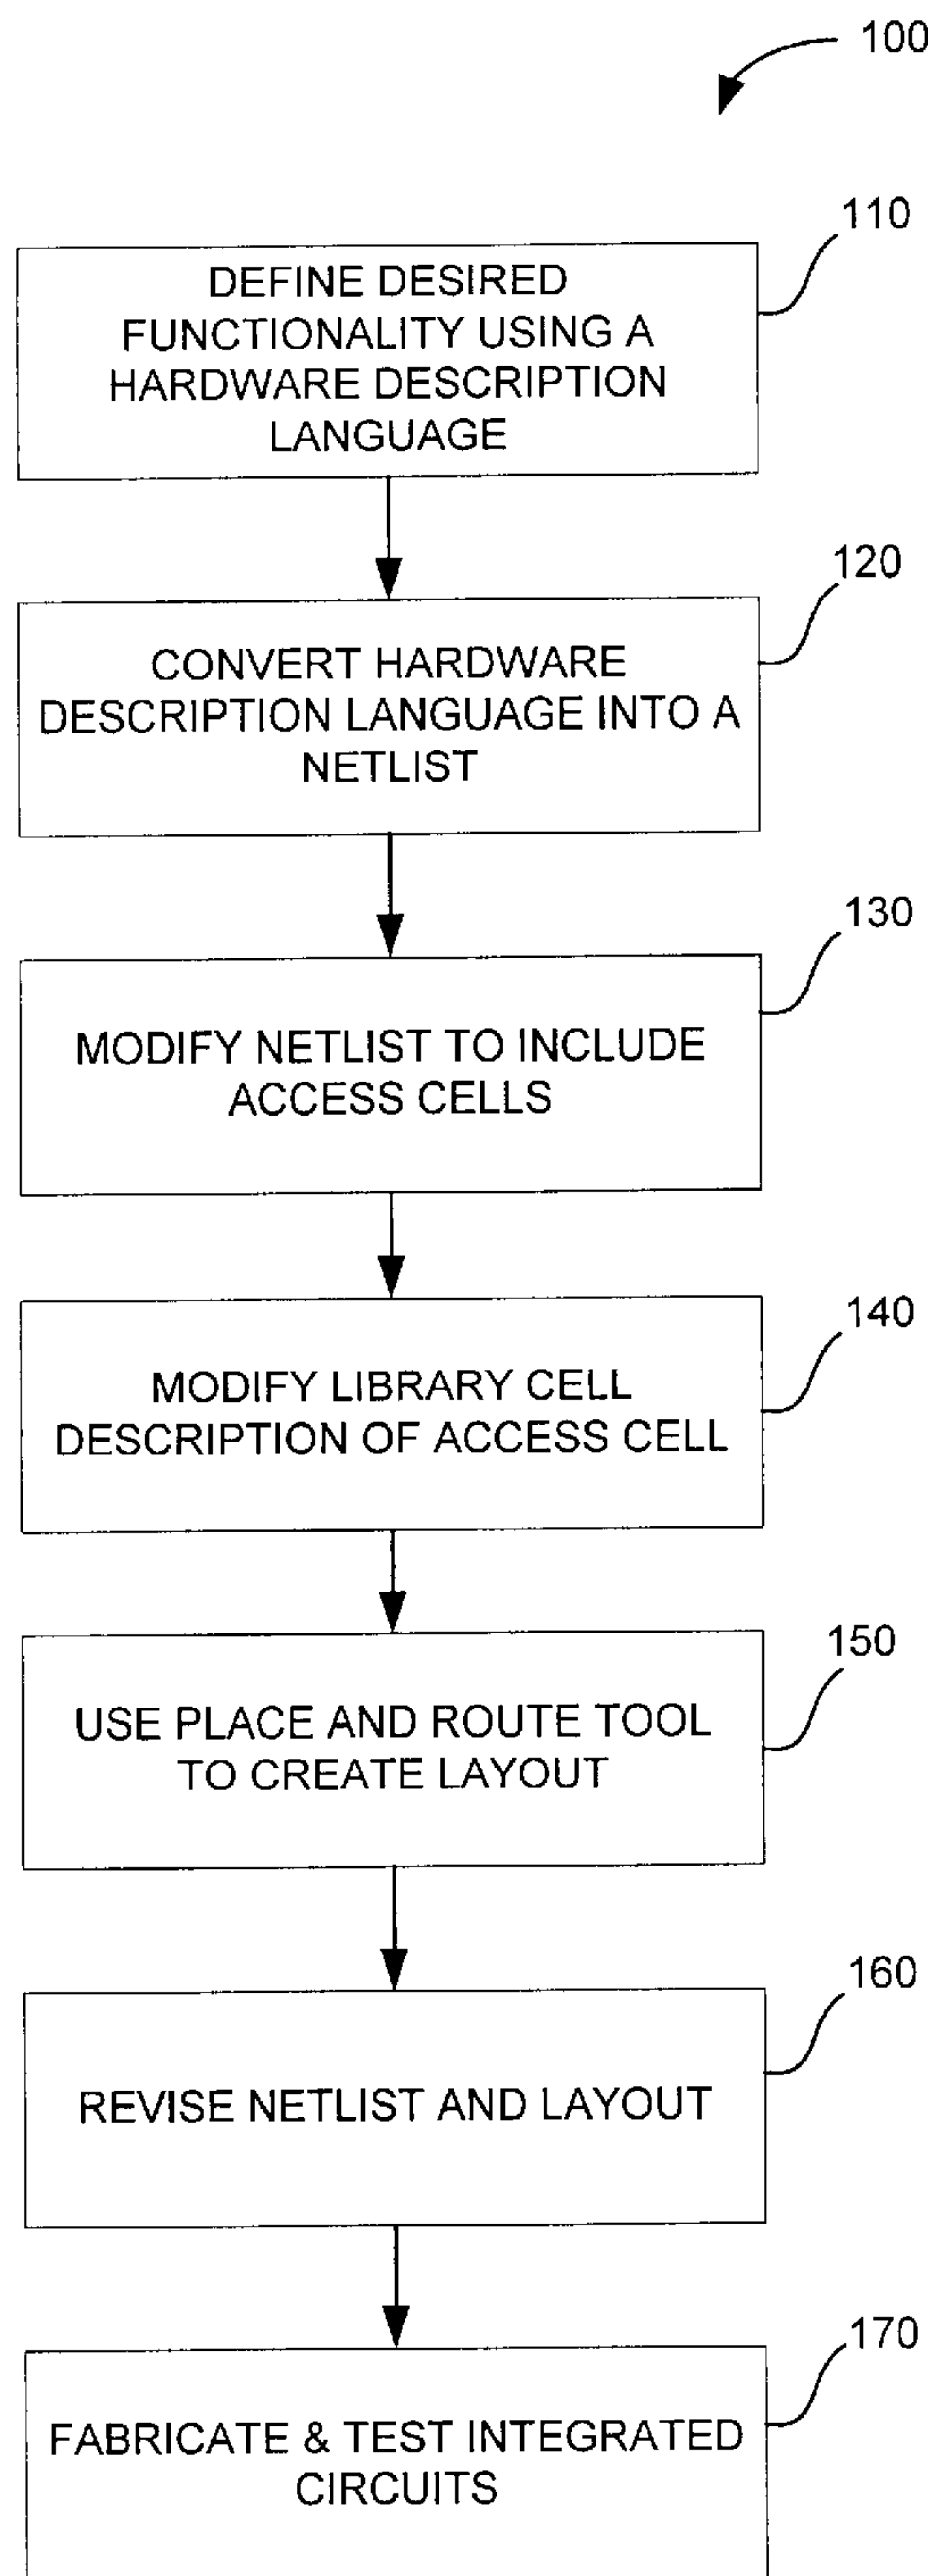 100
110
DEFINE DESIRED
FUNCTIONALITY USING A
HARDWARE DESCRIPTION
LANGUAGE
120
CONVERT HARDWARE
DESCRIPTION LANGUAGE INTO A
NETLIST
130
MODIFY NETLIST TO INCLUDE
ACCESS CELLS
140
MODIFY LIBRARY CELL
DESCRIPTION OF ACCESS CELL
150
USE PLACE AND ROUTE TOOL
TO CREATE LAYOUT
160
REVISE NETLIST AND LAYOUT
170
FABRICATE & TEST INTEGRATED
CIRCUITS